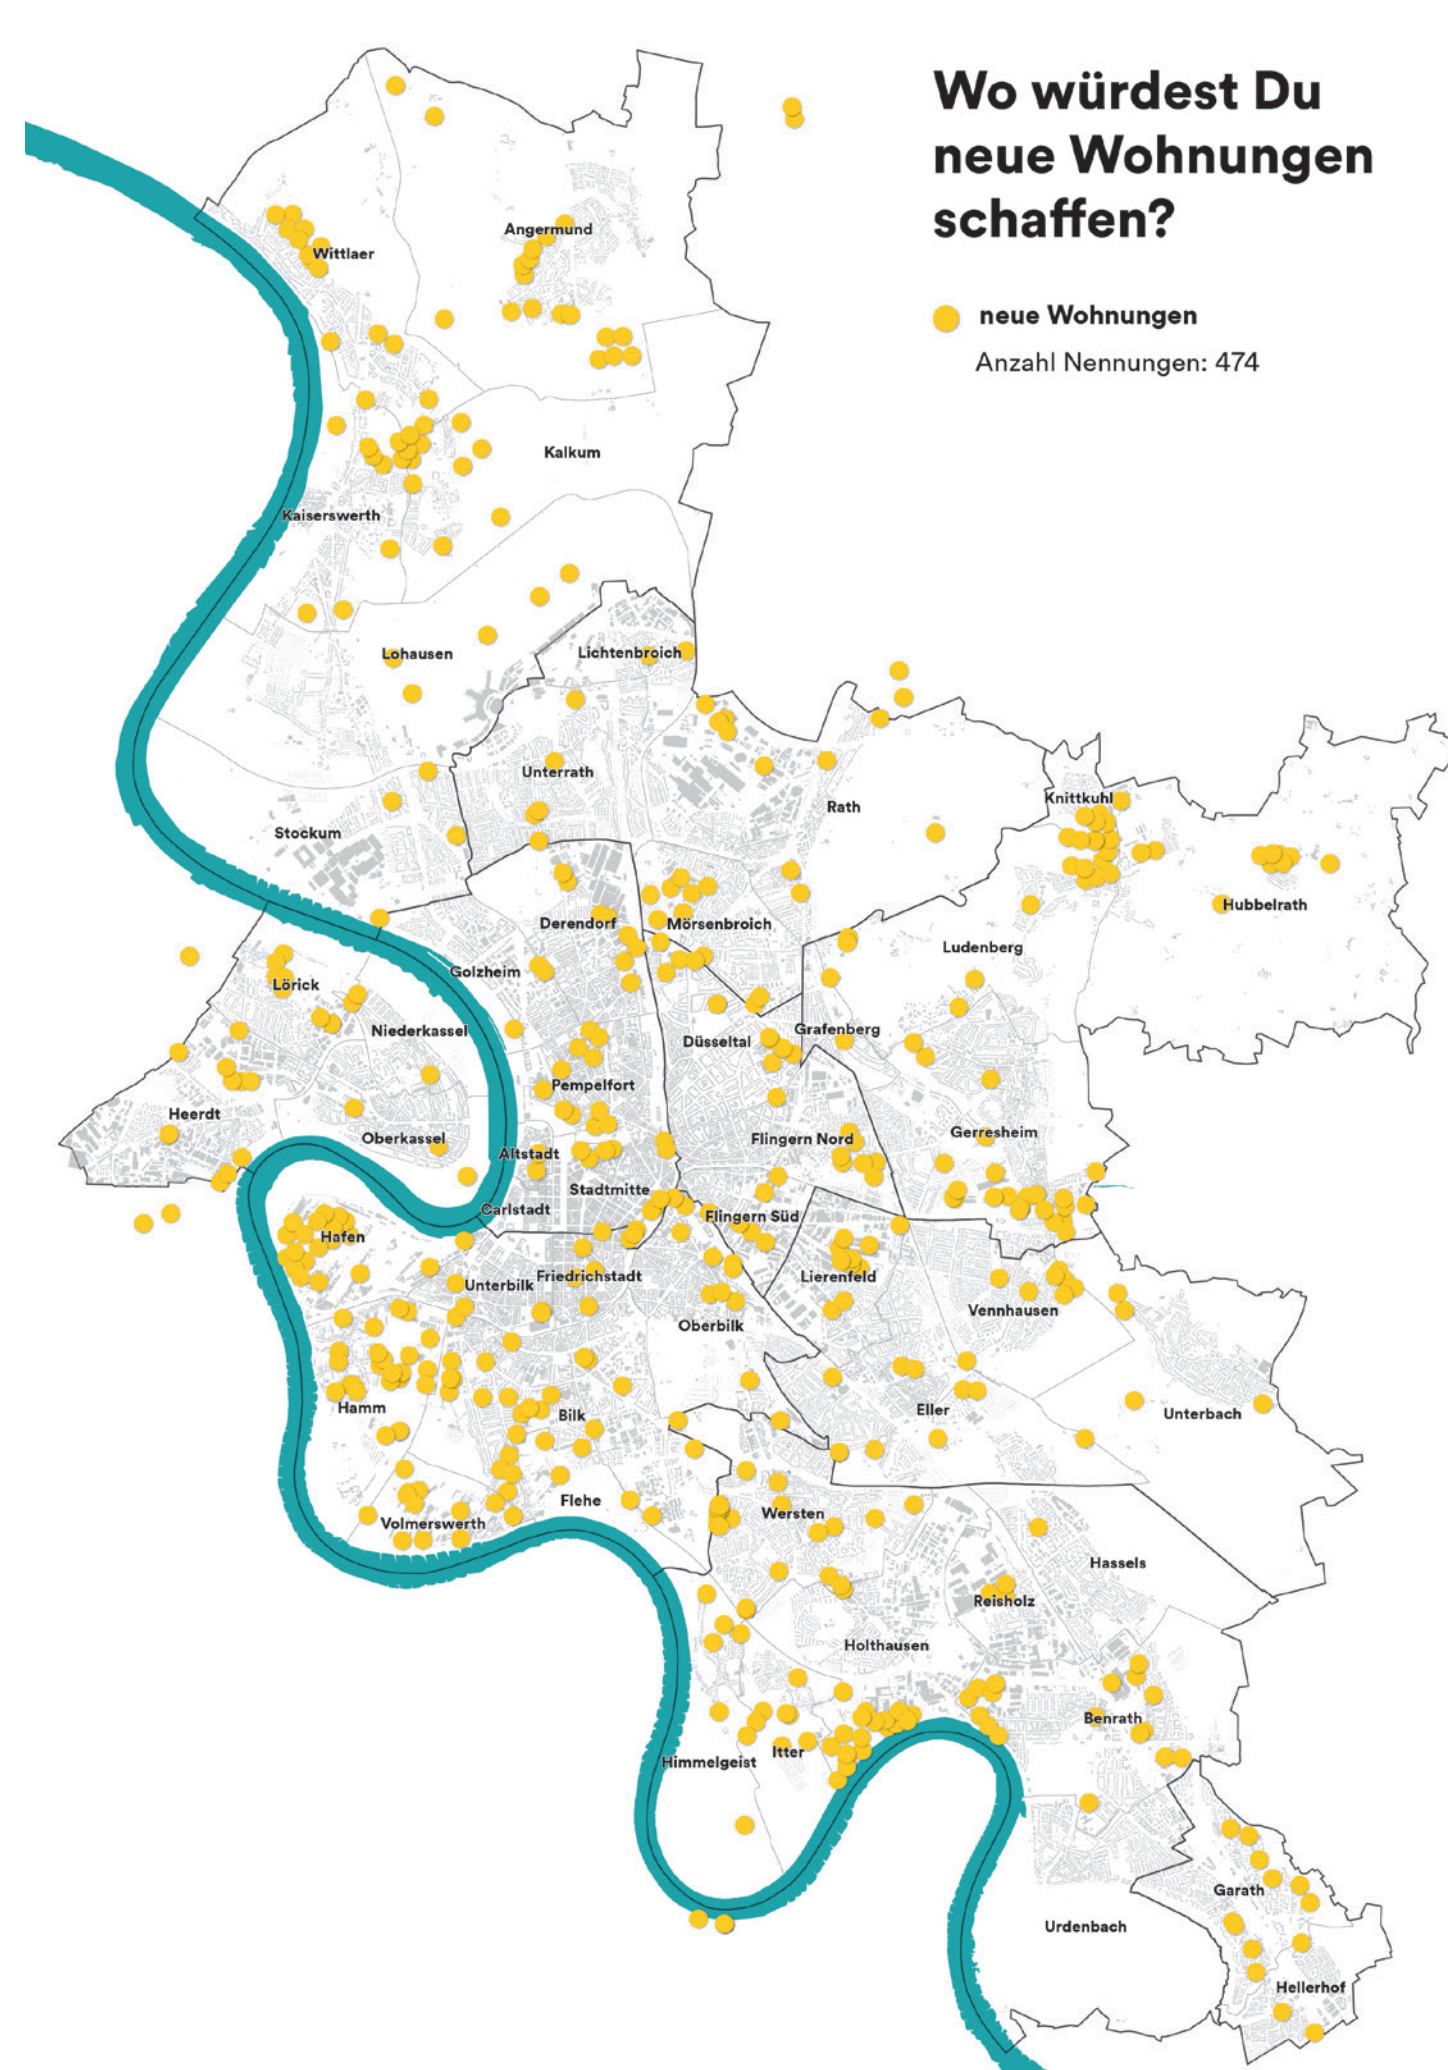 Wo würdest Du
neue Wohnungen
schaffen?
neue Wohnungen
Anzahl Nennungen: 474
Angermund
Wittlaer
Kalkum
Kaiserswerth
Lohausen
Lichtenbroich
Unterrath
Knittkuhl
Rath
Stockum
Hubbelrath
Derendorf
Mörsenbroich
Ludenberg
Golzheim
Lörick
Niederkassel
Grafenberg
Düsseltal
Pempelfort
Heerdt
Gerresheim
Oberkassel
Flingern Nord
Altstadt
Stadtmitte
Carlstadt
Flingern Süd
Hafen
Friedrichstadt
Lierenfeld
Unterbilk
Vennhausen
Oberbilk
Hamm
Eller
Unterbach
Bilk
Flehe
Wersten
Volmerswerth
Hassels
Reisholz
Holthausen
Benrath
Itter
Himmelgeist
Garath
Urdenbach
Hellerhof